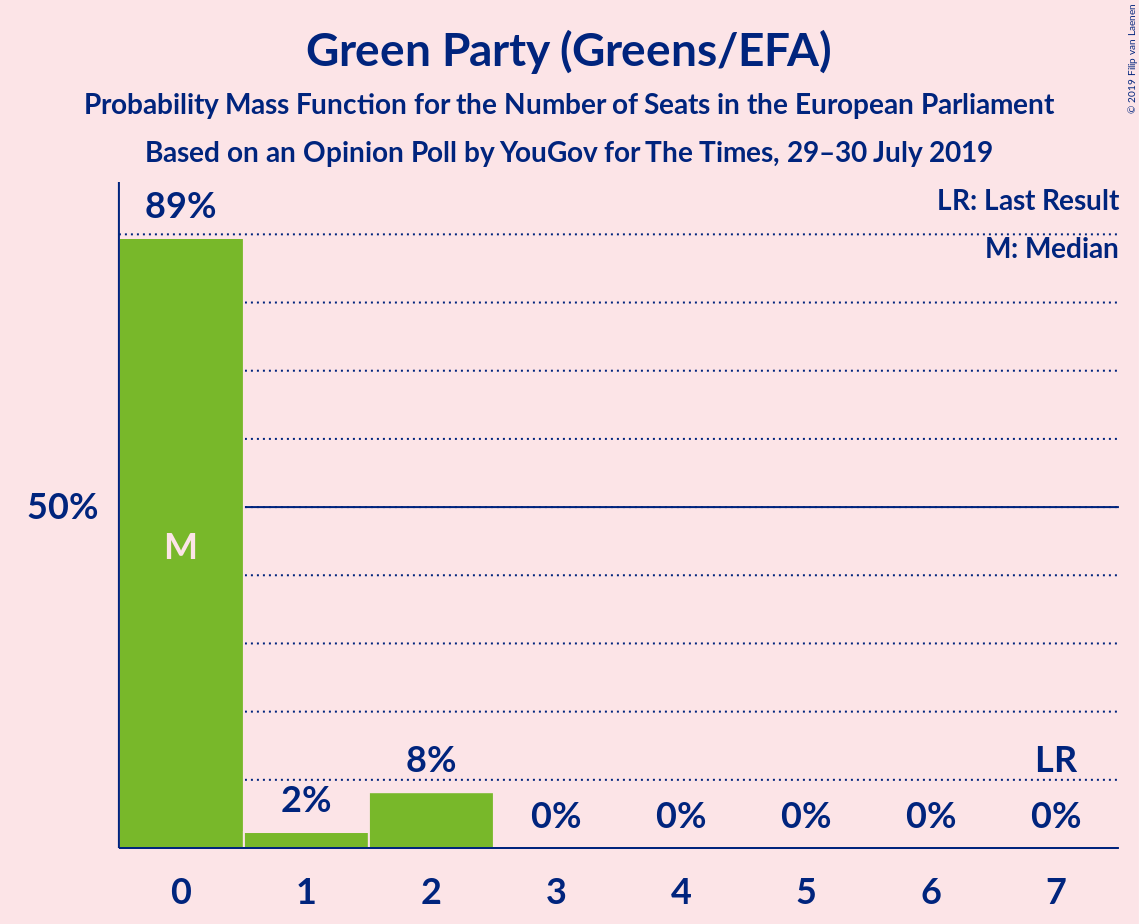 Green Party (Greens/EFA)
Probability Mass Function for the Number of Seats in the European Parliament
Based on an Opinion Poll by YouGov for The Times, 29–30 July 2019
© 2019 Filip van Laenen
LR: Last Result
M: Median
89%
50%
M
8%
LR
2%
0% 0% 0% 0% 0%
0 1 2 3 4 5 6 7